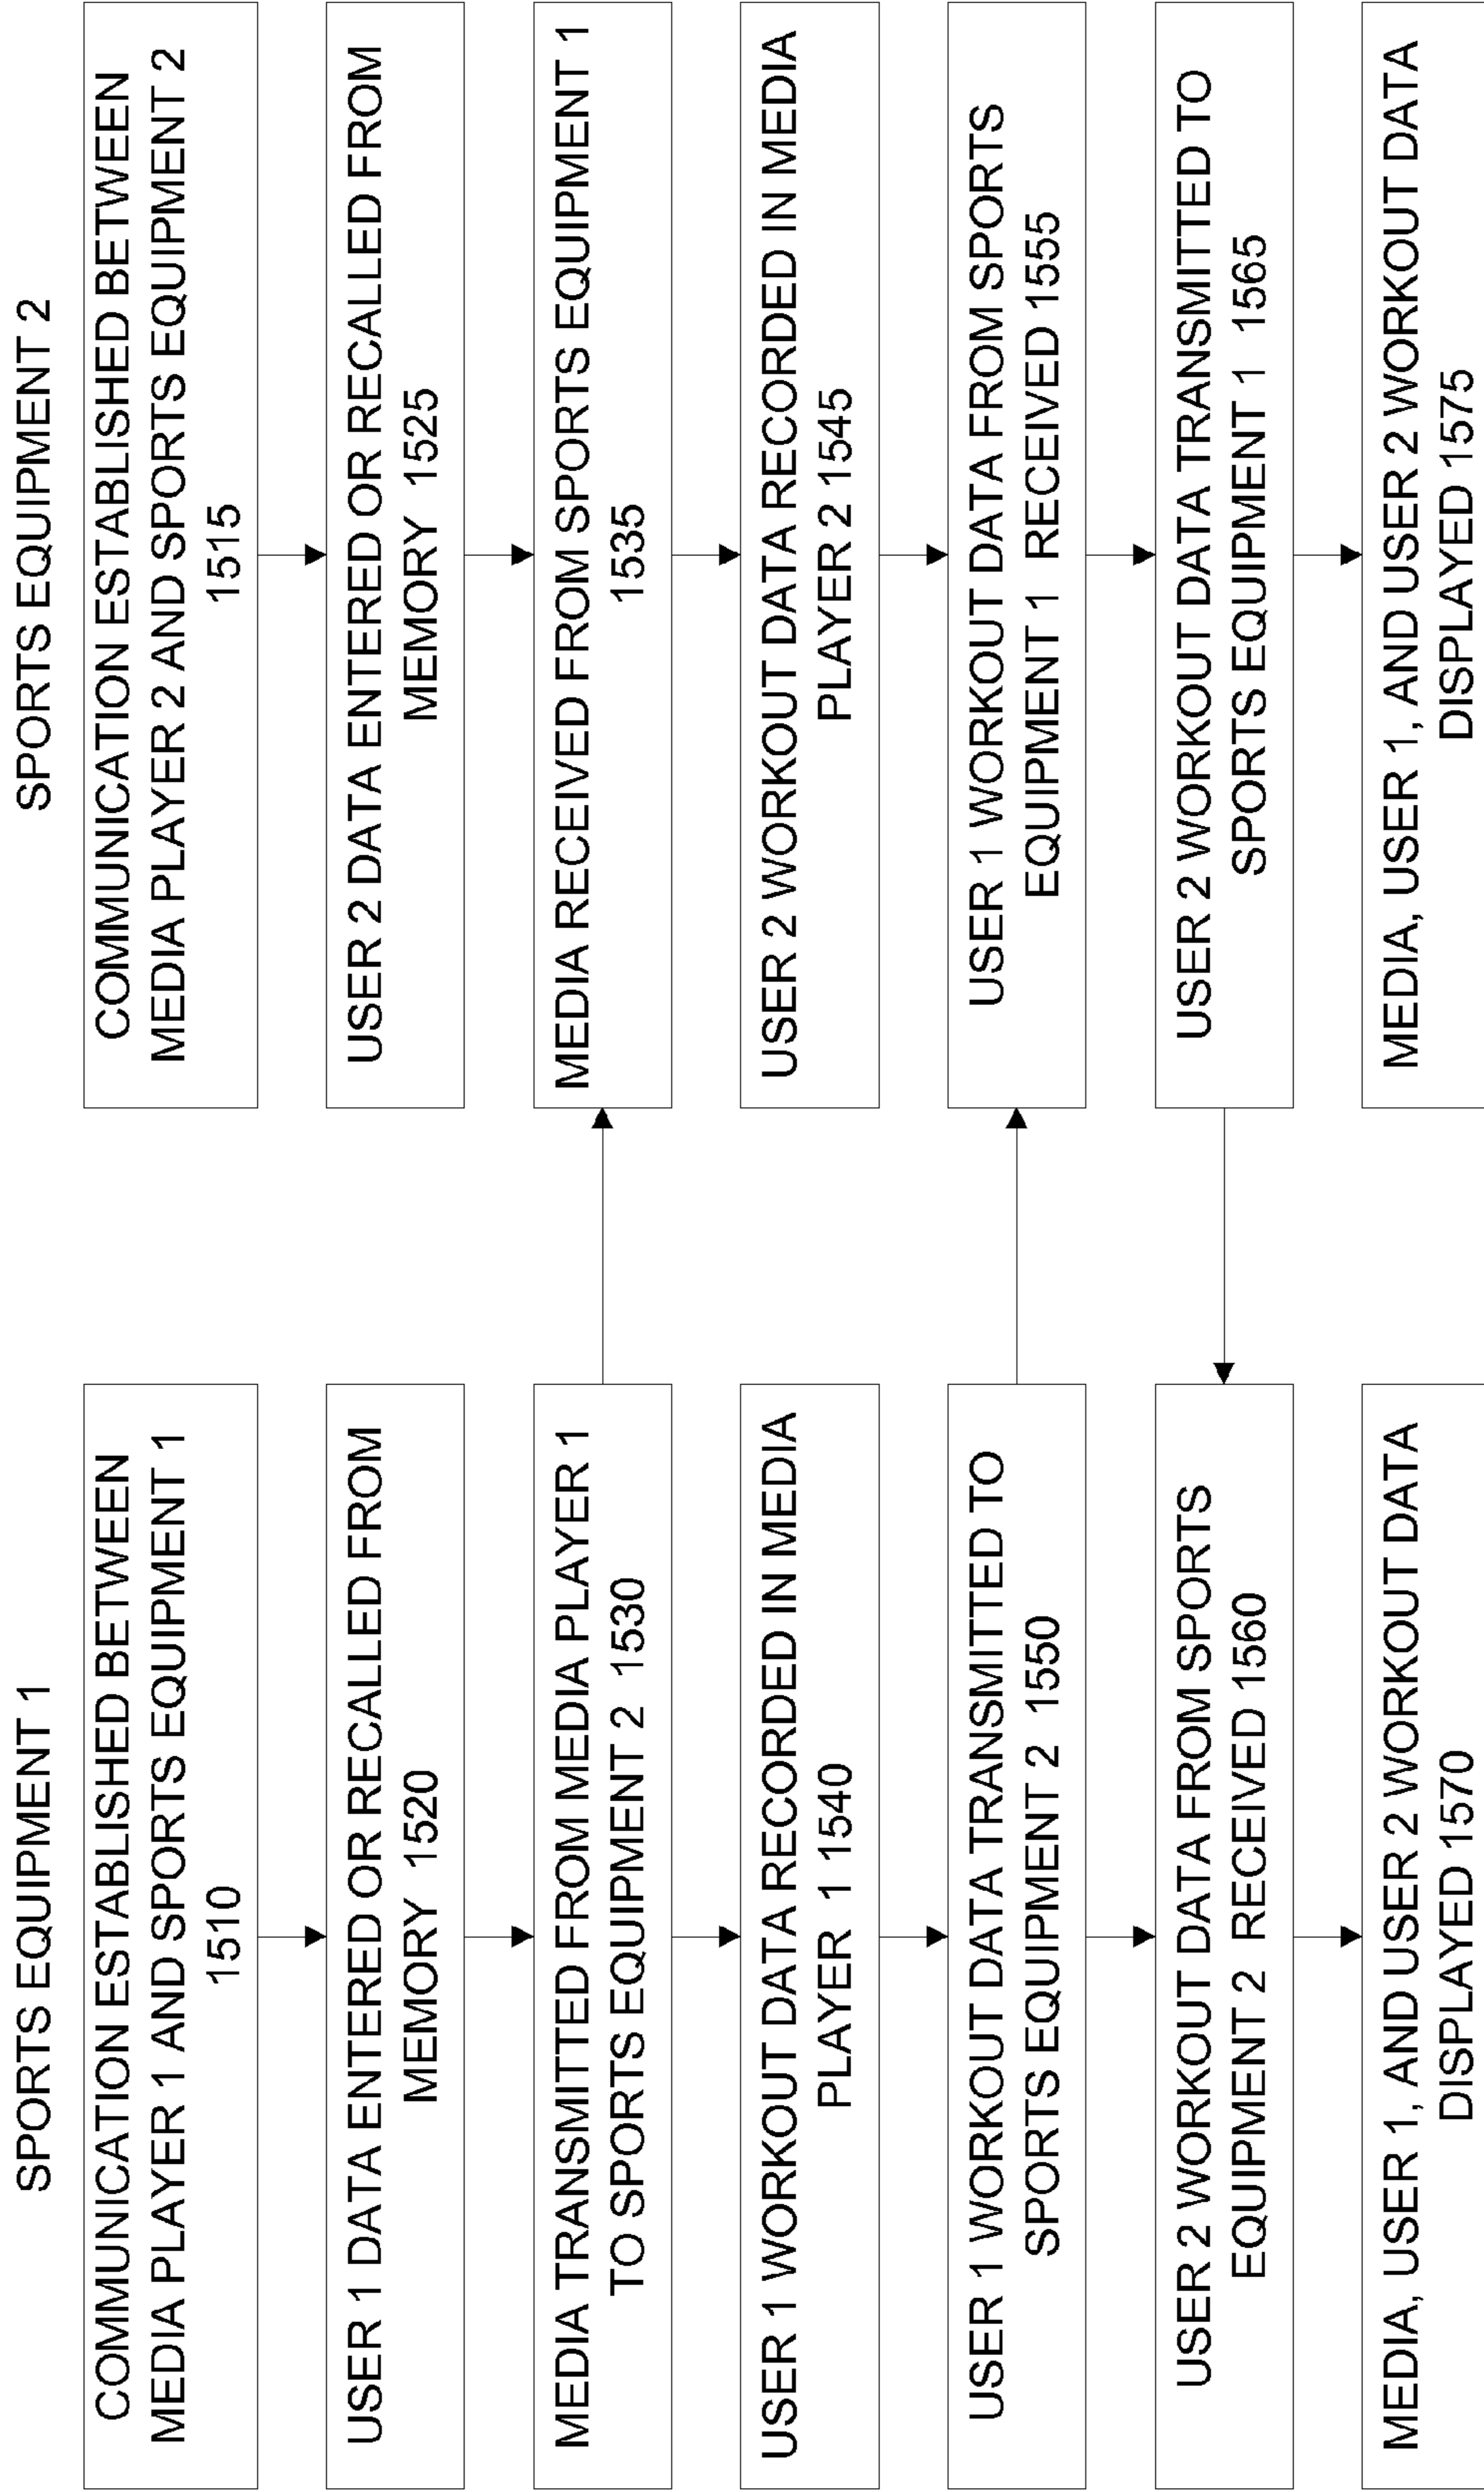 SPORTS EQUIPMENT 1
COMMUNICATION ESTABLISHED BETWEEN
MEDIA PLAYER 1 AND SPORTS EQUIPMENT 1
1510
USER 1 DATA ENTERED OR RECALLED FROM
MEMORY 1520
MEDIA TRANSMITTED FROM MEDIA PLAYER 1
TO SPORTS EQUIPMENT 2 1530
USER 1 WORKOUT DATA RECORDED IN MEDIA
PLAYER 1 1540
USER 1 WORKOUT DATA TRANSMITTED TO
SPORTS EQUIPMENT 2 1550
USER 2 WORKOUT DATA FROM SPORTS
EQUIPMENT 2 RECEIVED 1560
MEDIA, USER 1, AND USER 2 WORKOUT DATA
DISPLAYED 1570
SPORTS EQUIPMENT 2
COMMUNICATION ESTABLISHED BETWEEN
MEDIA PLAYER 2 AND SPORTS EQUIPMENT 2
1515
USER 2 DATA ENTERED OR RECALLED FROM
MEMORY 1525
MEDIA RECEIVED FROM SPORTS EQUIPMENT 1
1535
USER 2 WORKOUT DATA RECORDED IN MEDIA
PLAYER 2 1545
USER 1 WORKOUT DATA FROM SPORTS
EQUIPMENT 1 RECEIVED 1555
USER 2 WORKOUT DATA TRANSMITTED TO
SPORTS EQUIPMENT 1 1565
MEDIA, USER 1, AND USER 2 WORKOUT DATA
DISPLAYED 1575